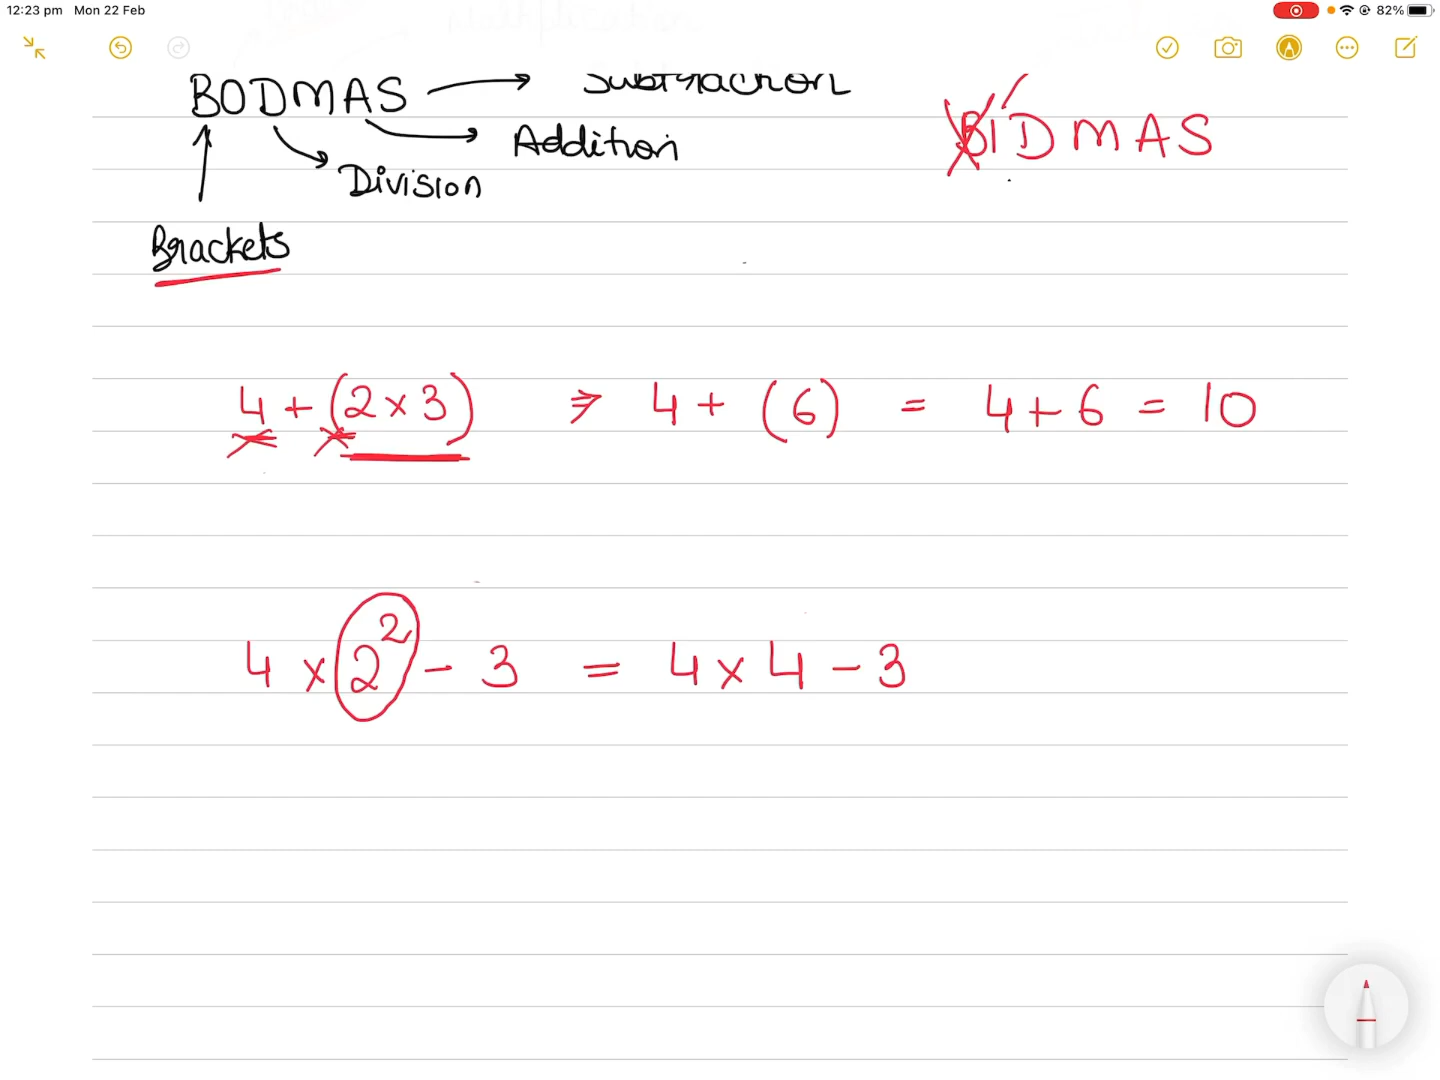 12:23 pm Mon 22 Feb
82%
BODMAS
Subtraction
Addition
Division
Brackets
BIDMAS
4 + (2 × 3) ⇒ 4 + (6) = 4 + 6 = 10
4 × 2² - 3 = 4 × 4 - 3